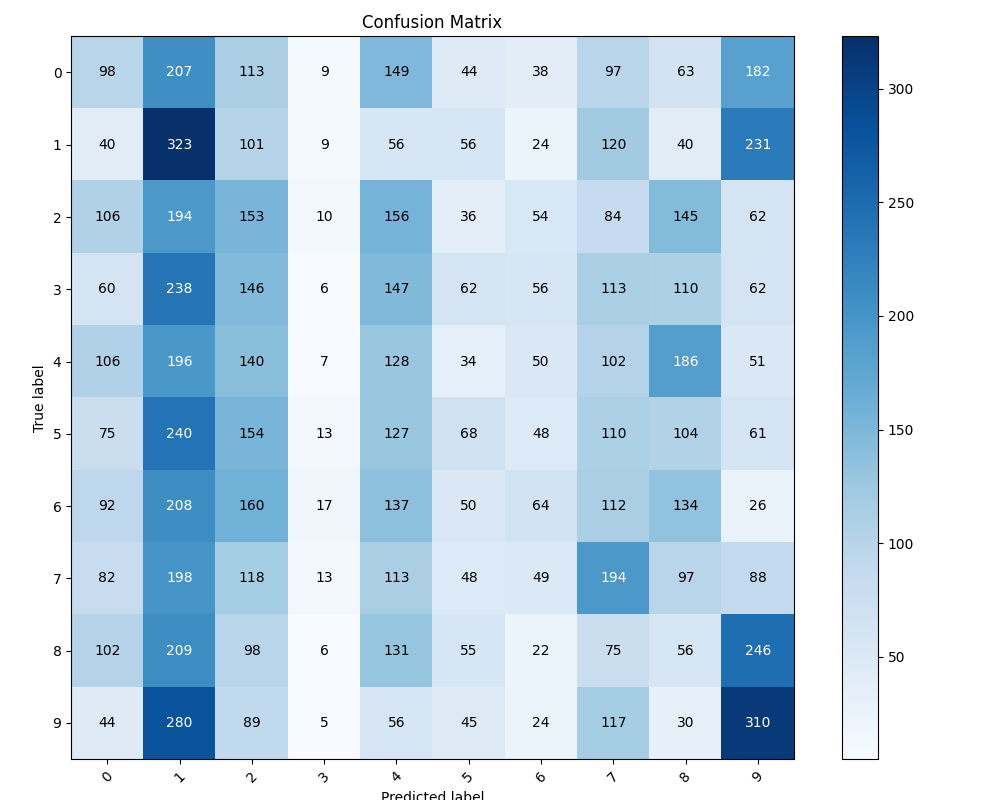 Confusion Matrix
0 98 207 113 9 149 44 38 97 63 182
1 40 323 101 9 56 56 24 120 40 231
2 106 194 153 10 156 36 54 84 145 62
3 60 238 146 6 147 62 56 113 110 62
4 106 196 140 7 128 34 50 102 186 51
5 75 240 154 13 127 68 48 110 104 61
6 92 208 160 17 137 50 64 112 134 26
7 82 198 118 13 113 48 49 194 97 88
8 102 209 98 6 131 55 22 75 56 246
9 44 280 89 5 56 45 24 117 30 310
0 1 2 3 4 5 6 7 8 9
True label
Predicted label
300
250
200
150
100
50